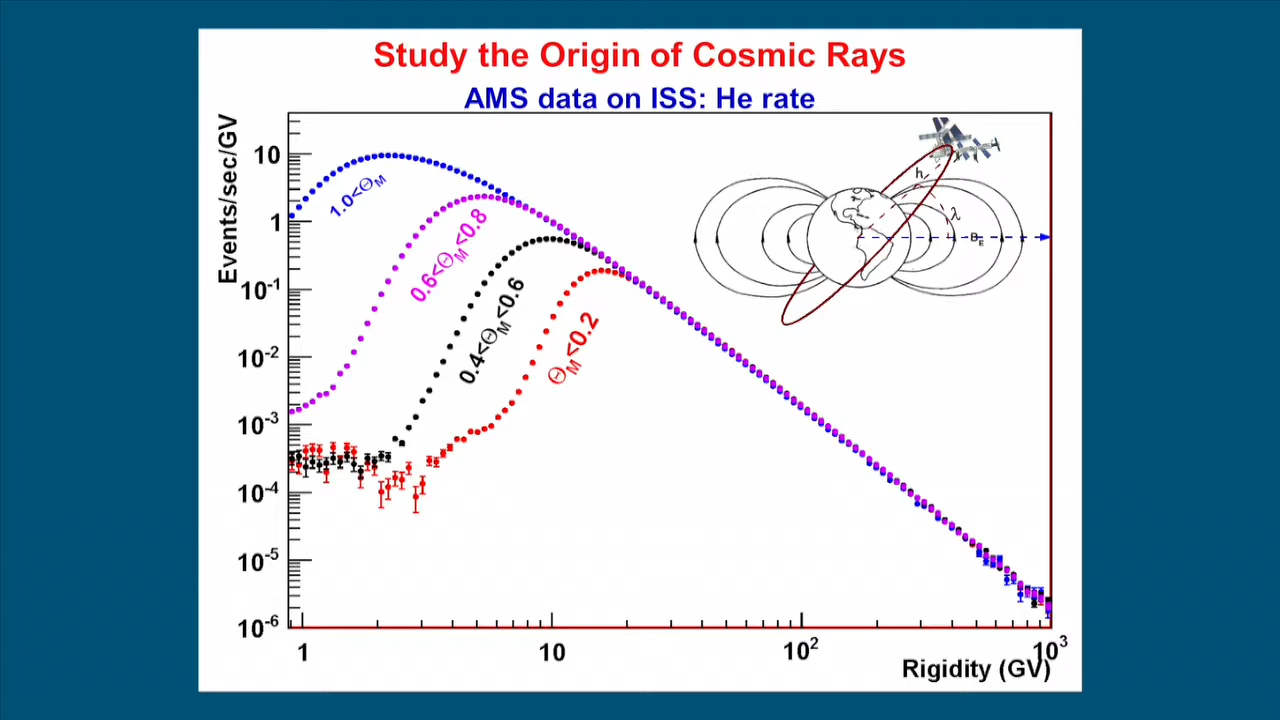 Study the Origin of Cosmic Rays
AMS data on ISS: He rate
Events/sec/GV
10
1
10⁻¹
10⁻²
10⁻³
10⁻⁴
10⁻⁵
10⁻⁶
1.0<Θ_M
0.6<Θ_M<0.8
0.4<Θ_M<0.6
Θ_M<0.2
h
λ
B_E
1
10
10²
10³
Rigidity (GV)